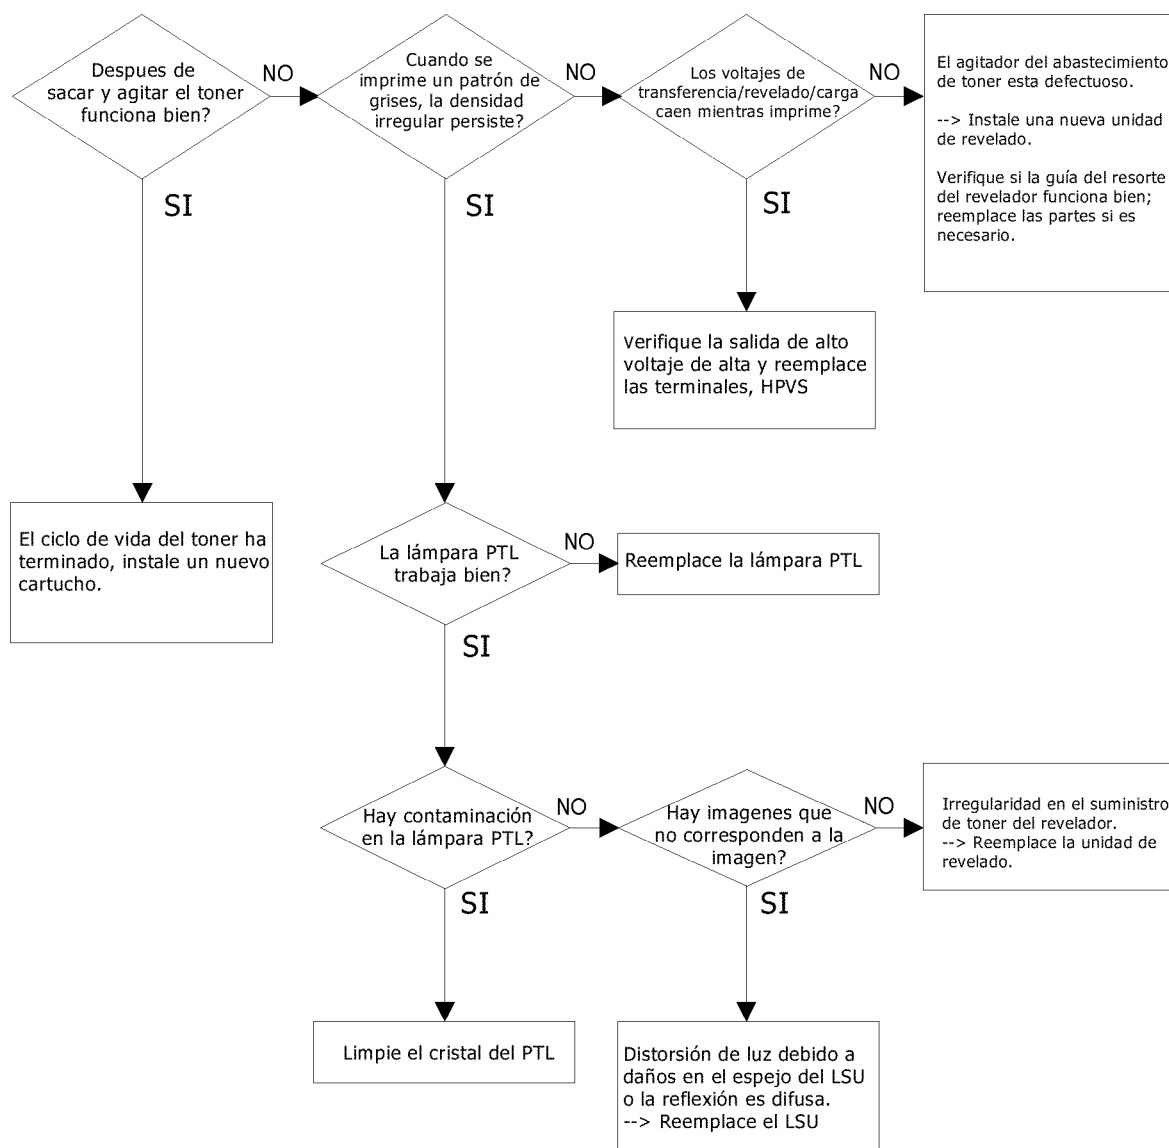 Despues de
sacar y agitar el toner
funciona bien?
NO
Cuando se
imprime un patrón de
grises, la densidad
irregular persiste?
NO
Los voltajes de
transferencia/revelado/carga
caen mientras imprime?
NO
El agitador del abastecimiento
de toner esta defectuoso.
--> Instale una nueva unidad
de revelado.
Verifique si la guía del resorte
del revelador funciona bien;
reemplace las partes si es
necesario.
SI
SI
SI
verifique la salida de alto
voltaje de alta y reemplace
las terminales, HPVS
El ciclo de vida del toner ha
terminado, instale un nuevo
cartucho.
La lámpara PTL
trabaja bien?
NO
Reemplace la lámpara PTL
SI
Hay contaminación
en la lámpara PTL?
NO
Hay imagenes que
no corresponden a la
imagen?
NO
Irregularidad en el suministro
de toner del revelador.
--> Reemplace la unidad de
revelado.
SI
SI
Limpie el cristal del PTL
Distorsión de luz debido a
daños en el espejo del LSU
o la reflexión es difusa.
--> Reemplace el LSU